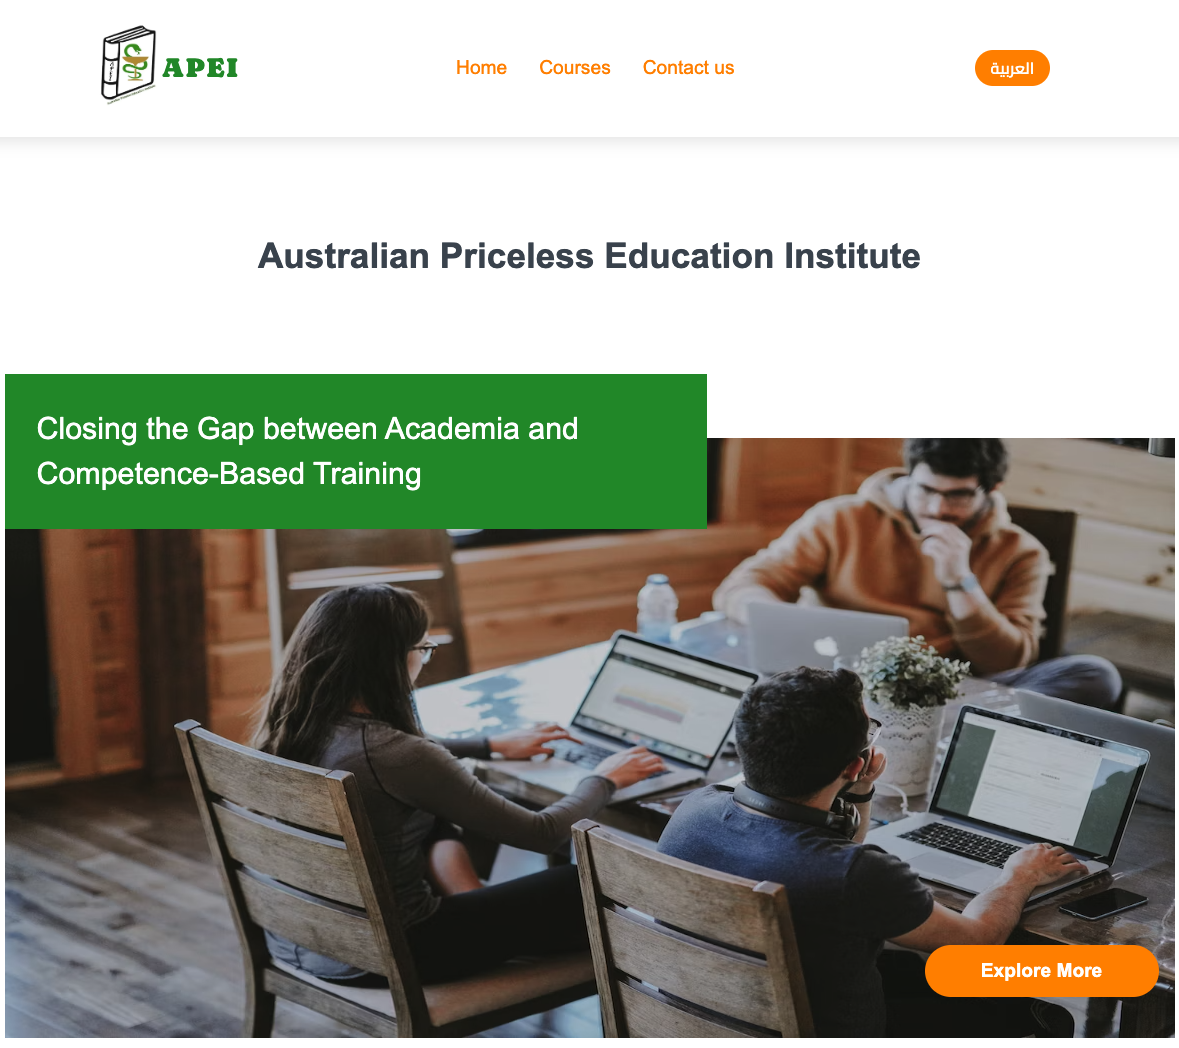 APEI
Home
Courses
Contact us
العربية
Australian Priceless Education Institute
Closing the Gap between Academia and
Competence-Based Training
Explore More